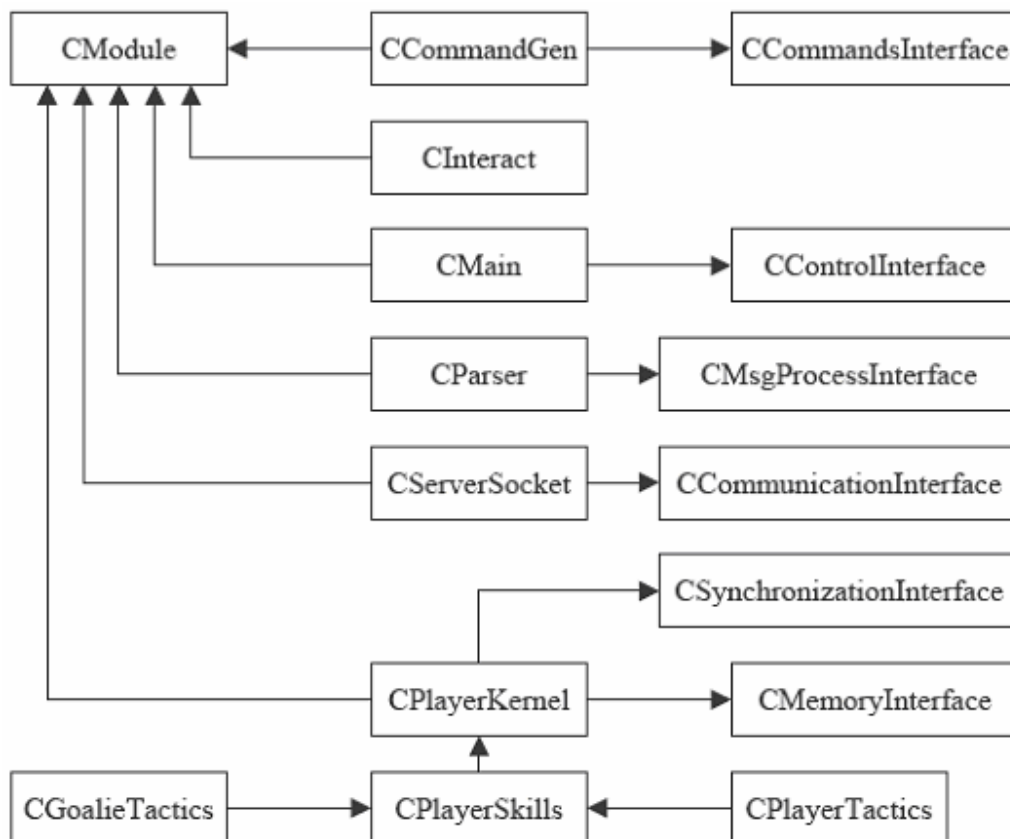 CModule
CCommandGen
CCommandsInterface
CInteract
CMain
CControlInterface
CParser
CMsgProcessInterface
CServerSocket
CCommunicationInterface
CSynchronizationInterface
CPlayerKernel
CMemoryInterface
CGoalieTactics
CPlayerSkills
CPlayerTactics